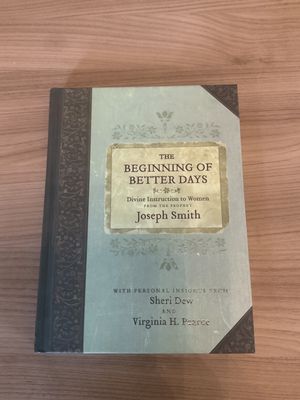 THE
BEGINNING OF
BETTER DAYS
Divine Instruction to Women
FROM THE PROPHET
Joseph Smith
WITH PERSONAL INSIGHTS FROM
Sheri Dew
AND
Virginia H. Pearce